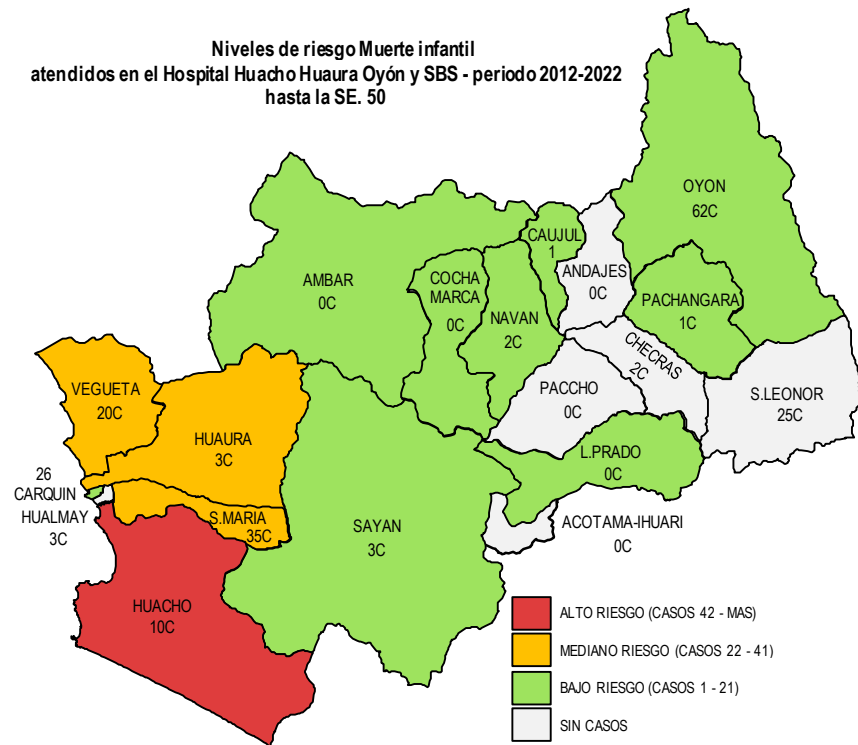 Niveles de riesgo Muerte infantil
atendidos en el Hospital Huacho Huaura Oyón y SBS - periodo 2012-2022
hasta la SE. 50
OYON
62C
CAUJUL
1
ANDAJES
0C
AMBAR
0C
COCHA
MARCA
0C
NAVAN
2C
PACHANGARA
1C
CHECRAS
2C
PACCHO
0C
S.LEONOR
25C
VEGUETA
20C
HUAURA
3C
L.PRADO
0C
26
CARQUIN
HUALMAY
3C
S.MARIA
35C
SAYAN
3C
ACOTAMA-IHUARI
0C
HUACHO
10C
ALTO RIESGO (CASOS 42 - MAS)
MEDIANO RIESGO (CASOS 22 - 41)
BAJO RIESGO (CASOS 1 - 21)
SIN CASOS